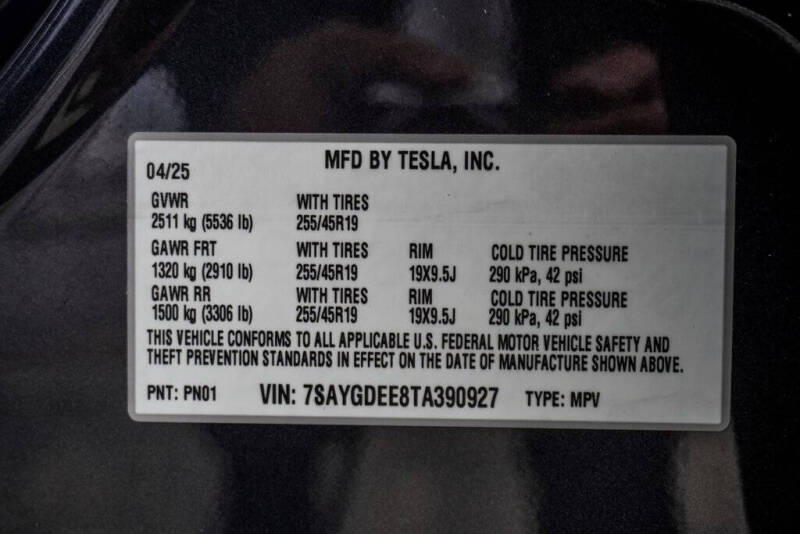 MFD BY TESLA, INC.
04/25
GVWR WITH TIRES
2511 kg (5536 lb) 255/45R19
GAWR FRT WITH TIRES RIM COLD TIRE PRESSURE
1320 kg (2910 lb) 255/45R19 19X9.5J 290 kPa, 42 psi
GAWR RR WITH TIRES RIM COLD TIRE PRESSURE
1500 kg (3306 lb) 255/45R19 19X9.5J 290 kPa, 42 psi
THIS VEHICLE CONFORMS TO ALL APPLICABLE U.S. FEDERAL MOTOR VEHICLE SAFETY AND
THEFT PREVENTION STANDARDS IN EFFECT ON THE DATE OF MANUFACTURE SHOWN ABOVE.
PNT: PN01 VIN: 7SAYGDEE8TA390927 TYPE: MPV